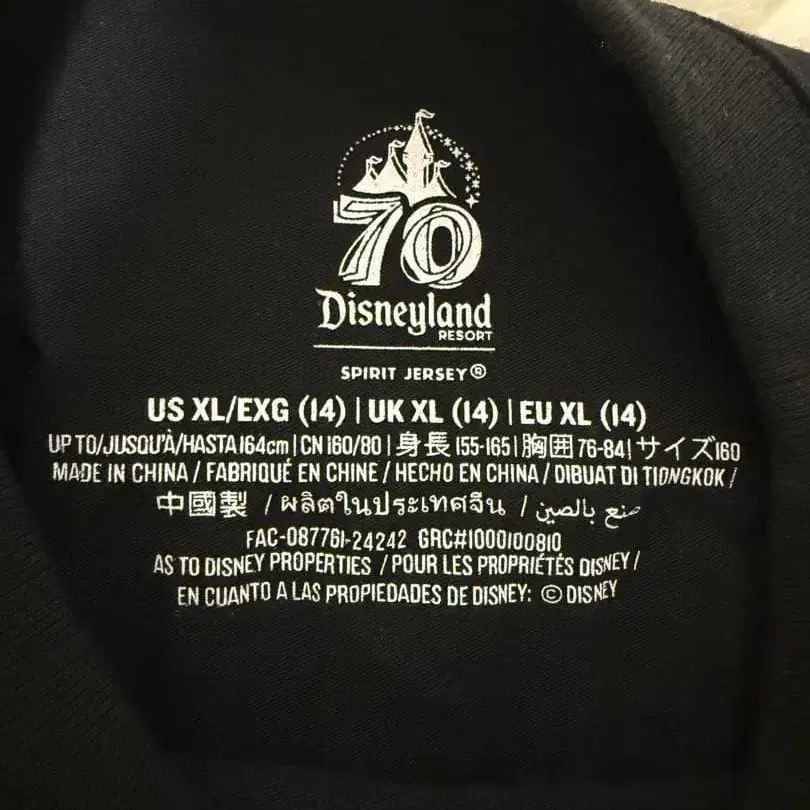 70
Disneyland
RESORT
SPIRIT JERSEY®
US XL/EXG (14) | UK XL (14) | EU XL (14)
UP TO/JUSQU'À/HASTA 164cm | CN 160/80 | 身長 155-165 | 胸囲 76-84 | サイズ160
MADE IN CHINA / FABRIQUÉ EN CHINE / HECHO EN CHINA / DIBUAT DI TIONGKOK /
中國製 / ผลิตในประเทศจีน / صنع بالصين
FAC-087761-24242 GRC#1000100810
AS TO DISNEY PROPERTIES / POUR LES PROPRIÉTÉS DISNEY /
EN CUANTO A LAS PROPIEDADES DE DISNEY: © DISNEY